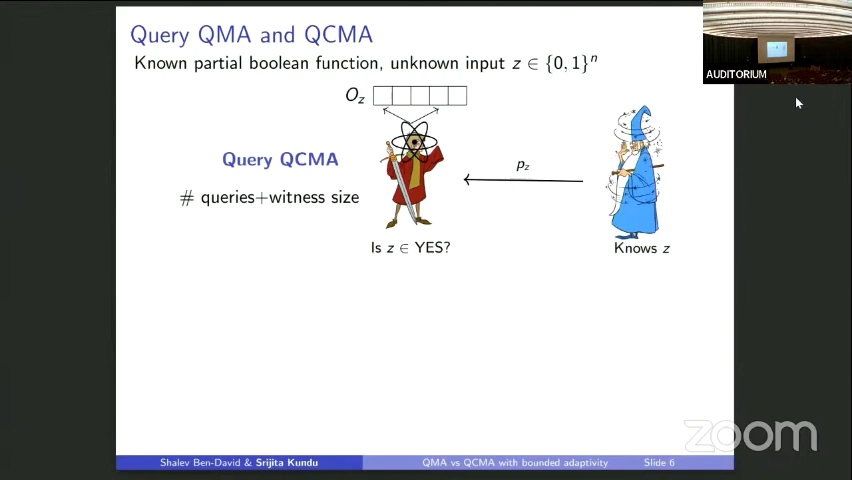 Query QMA and QCMA
Known partial boolean function, unknown input z ∈ {0, 1}ⁿ
AUDITORIUM
O_z
Query QCMA
p_z
# queries+witness size
Is z ∈ YES?
Knows z
zoom
Shalev Ben-David & Srijita Kundu
QMA vs QCMA with bounded adaptivity
Slide 6